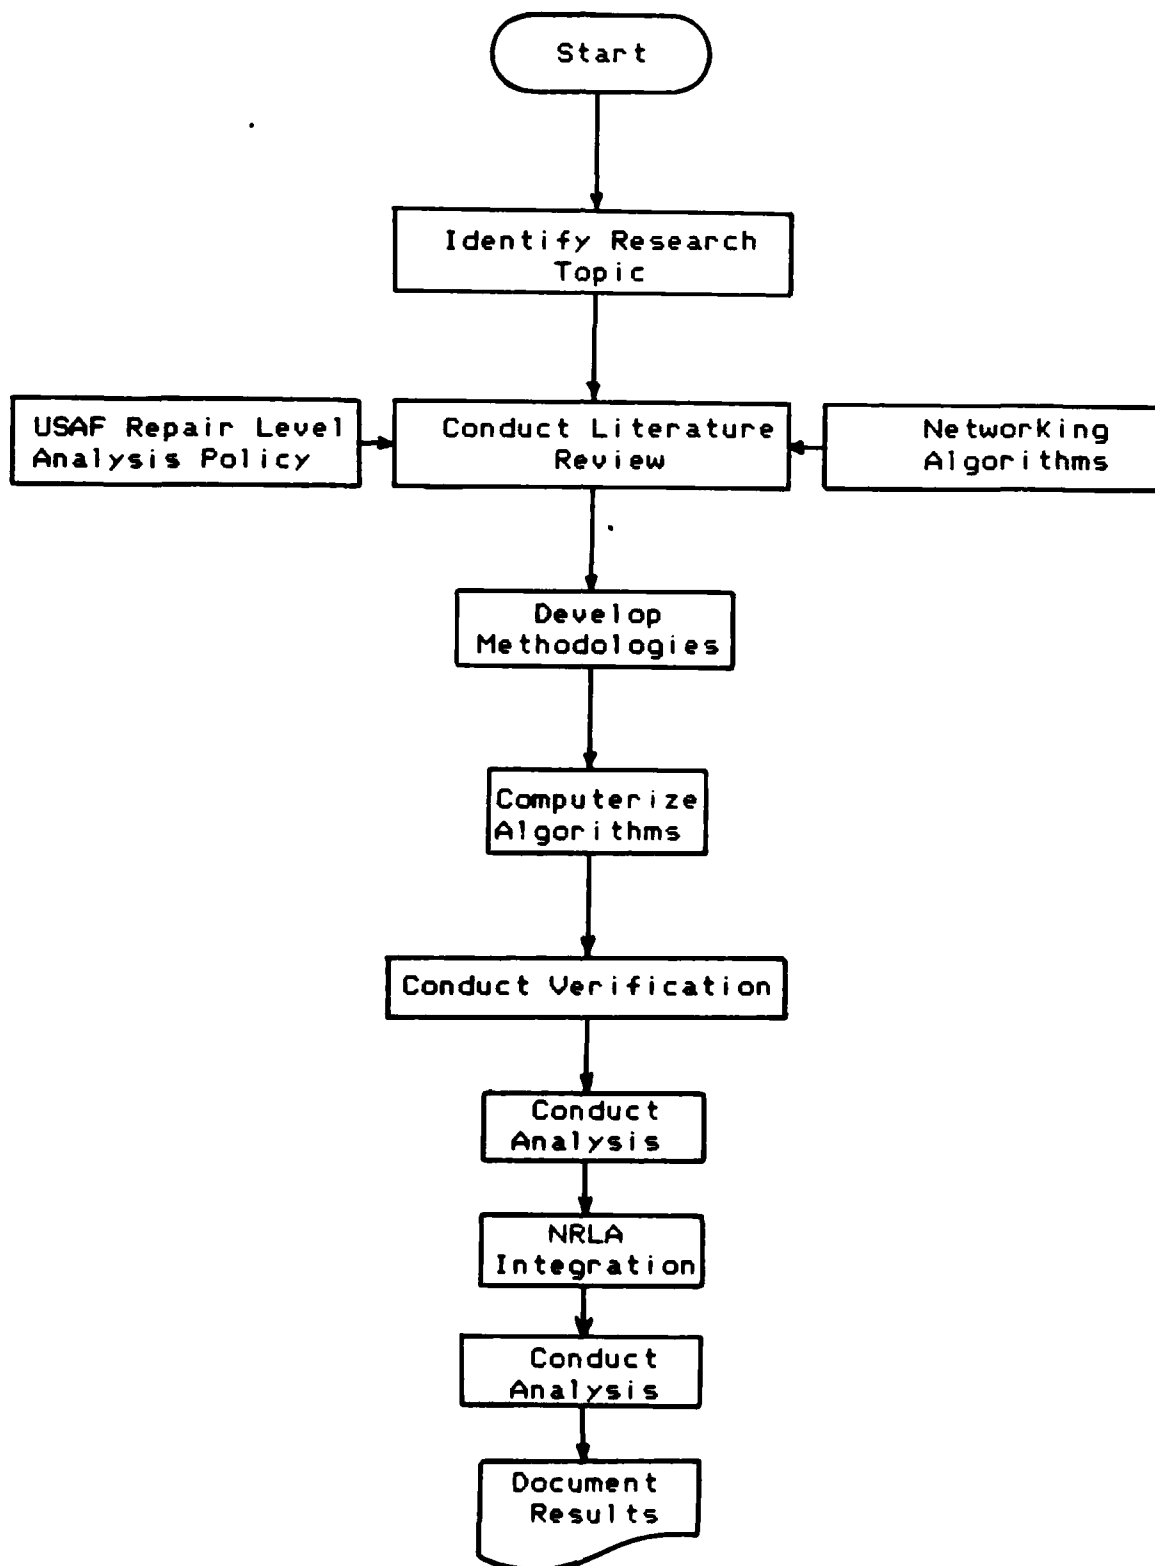 Start
Identify Research
Topic
USAF Repair Level
Analysis Policy
Conduct Literature
Review
Networking
Algorithms
Develop
Methodologies
Computerize
Algorithms
Conduct Verification
Conduct
Analysis
NRLA
Integration
Conduct
Analysis
Document
Results